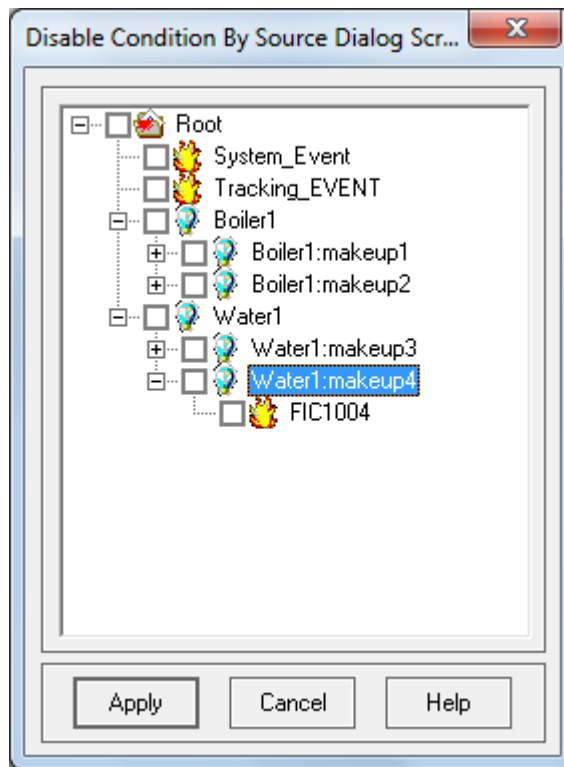 Disable Condition By Source Dialog Scr...
Root
System_Event
Tracking_EVENT
Boiler1
Boiler1:makeup1
Boiler1:makeup2
Water1
Water1:makeup3
Water1:makeup4
FIC1004
Apply Cancel Help